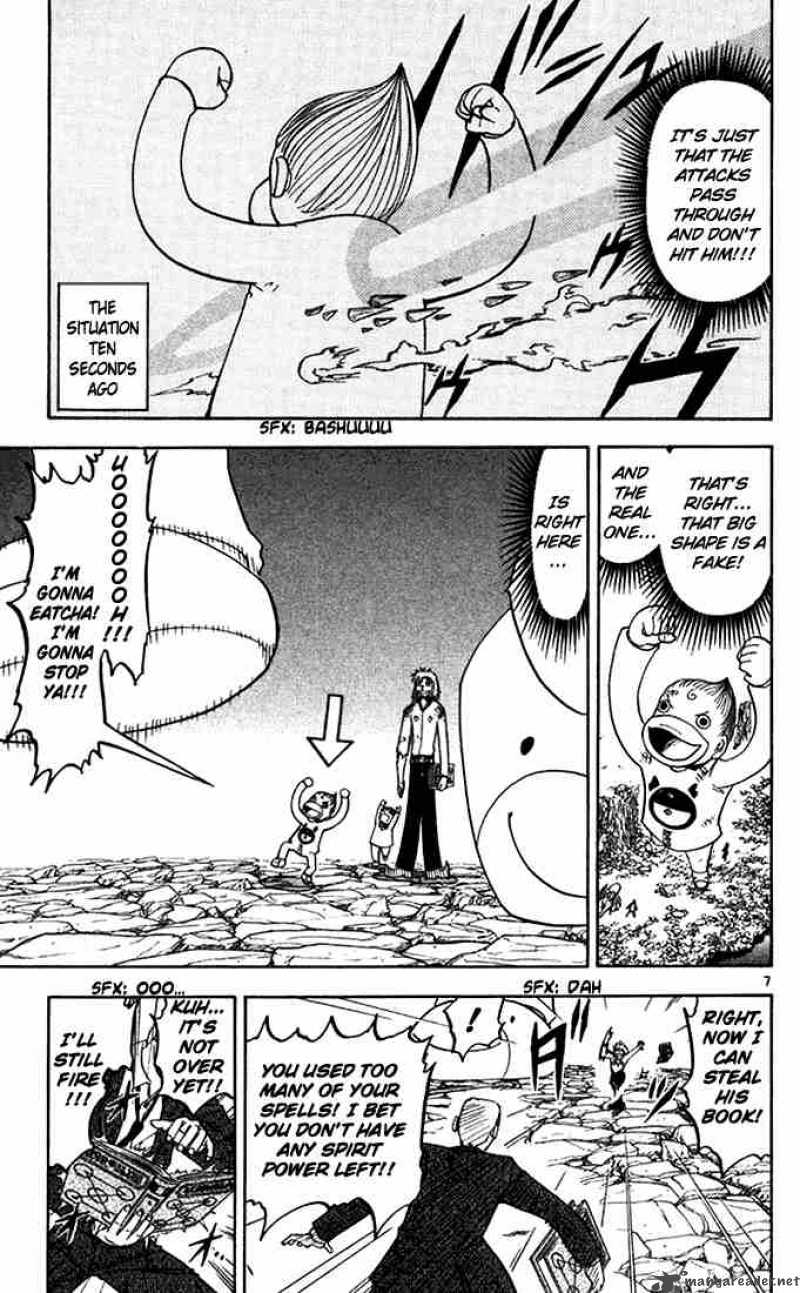 IT'S JUST
THAT THE
ATTACKS
PASS
THROUGH
AND DON'T
HIT HIM!!!
THE
SITUATION
TEN
SECONDS
AGO
SFX: BASHUUUU
THAT'S
RIGHT...
THAT BIG
SHAPE IS A
FAKE!
AND
THE
REAL
ONE...
IS
RIGHT
HERE
...
UOOOOOOOH!!!
I'M
GONNA
EATCHA!
I'M
GONNA
STOP
YA!!!
7
SFX: DAH
RIGHT,
NOW I
CAN
STEAL
HIS
BOOK!
!
ダッ
YOU USED TOO
MANY OF YOUR
SPELLS! I BET
YOU DON'T HAVE
ANY SPIRIT
POWER LEFT!!
SFX: OOO...
KUH...
IT'S
NOT
OVER
YET!!
I'LL
STILL
FIRE
!!!
mangareader.net